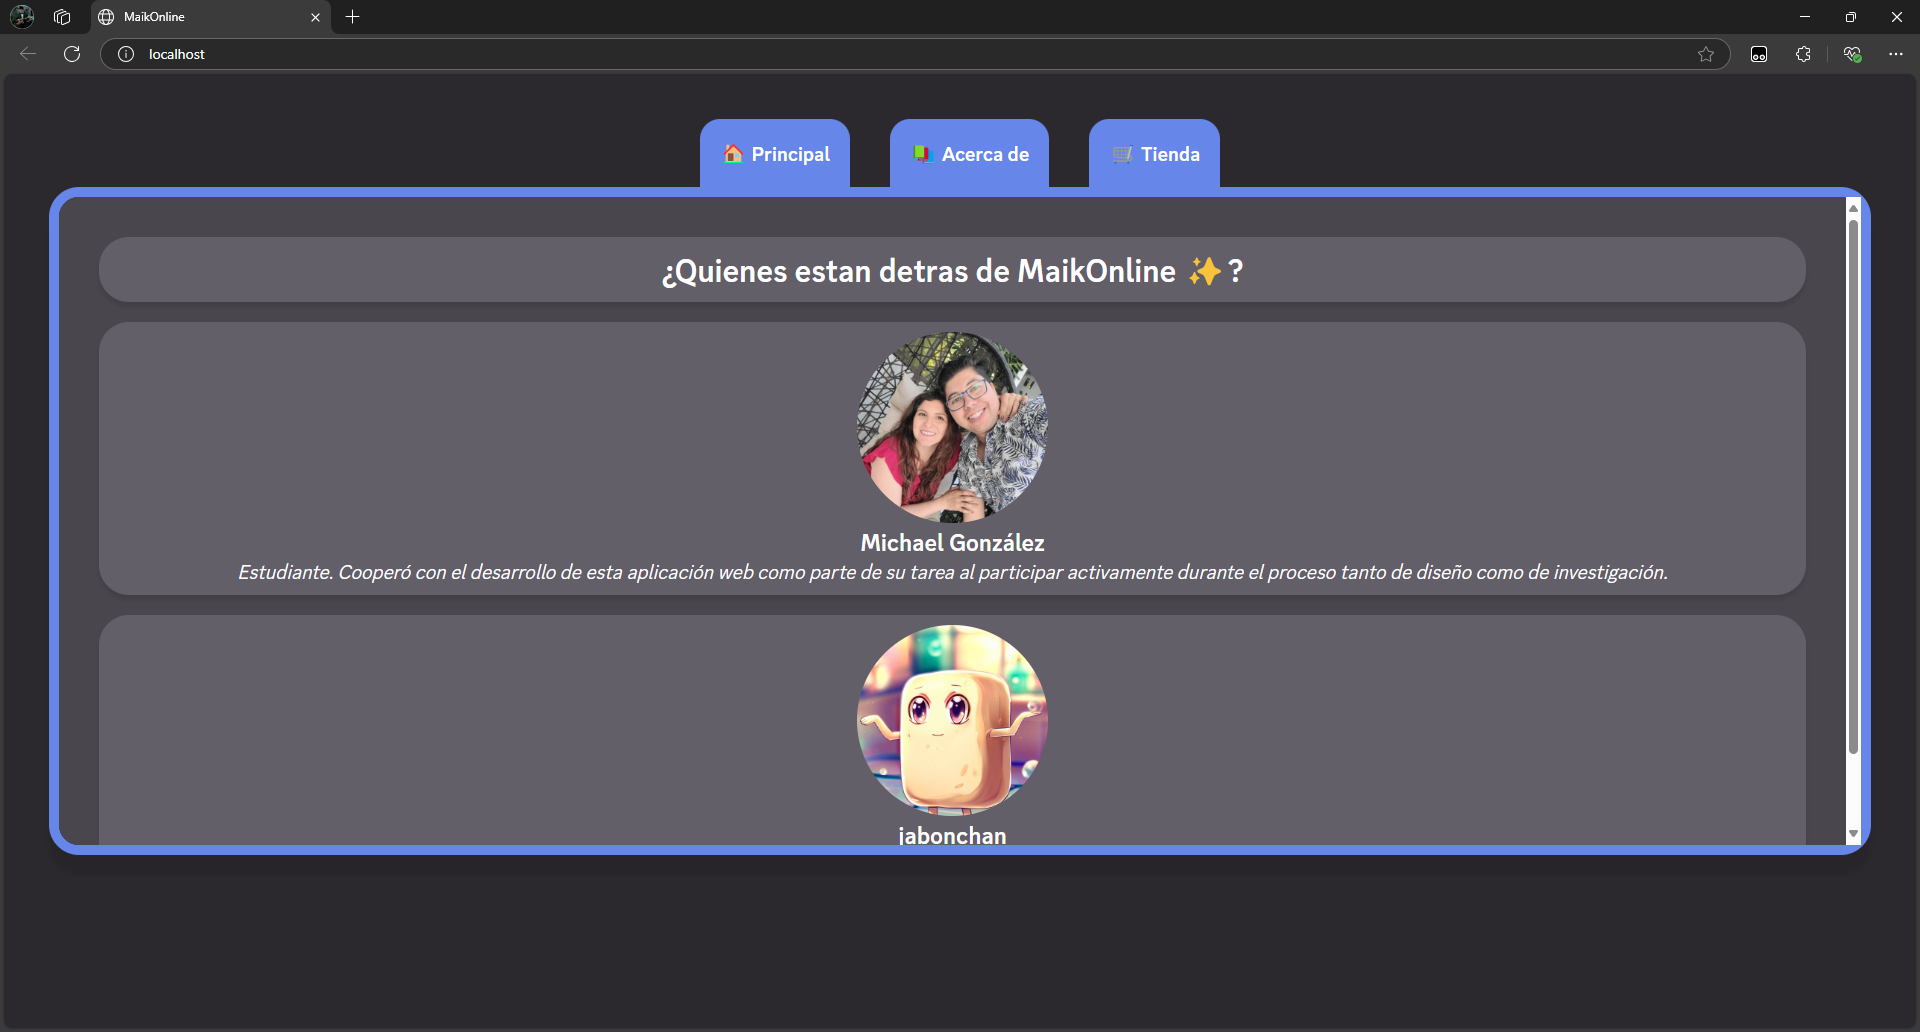 MaikOnline
localhost
🏠 Principal
📚 Acerca de
🛒 Tienda
¿Quienes estan detras de MaikOnline ✨?
Michael González
Estudiante. Cooperó con el desarrollo de esta aplicación web como parte de su tarea al participar activamente durante el proceso tanto de diseño como de investigación.
jabonchan